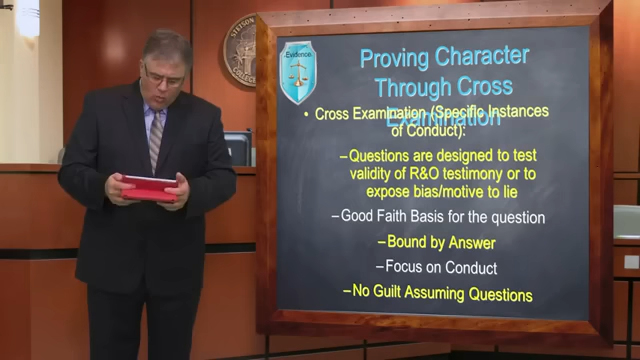 STETSON
COLLEGE
Evidence
Proving Character
Through Cross
Examination
• Cross Examination (Specific Instances
of Conduct):
–Questions are designed to test
validity of R&O testimony or to
expose bias/motive to lie
–Good Faith Basis for the question
–Bound by Answer
–Focus on Conduct
–No Guilt Assuming Questions